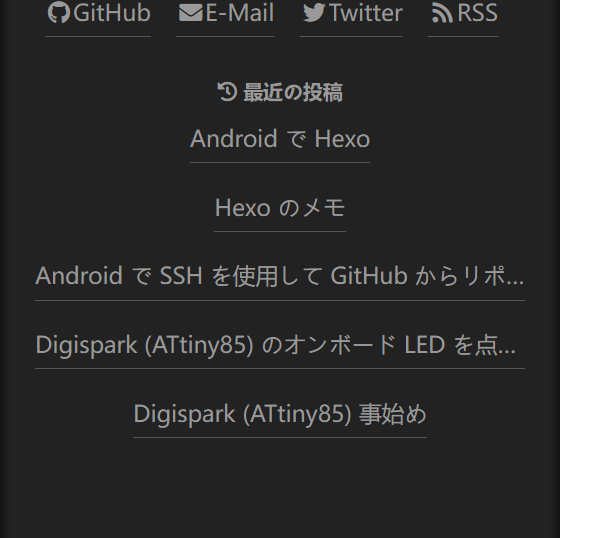 GitHub E-Mail Twitter RSS
最近の投稿
Android で Hexo
Hexo のメモ
Android で SSH を使用して GitHub からリポ...
Digispark (ATtiny85) のオンボード LED を点...
Digispark (ATtiny85) 事始め